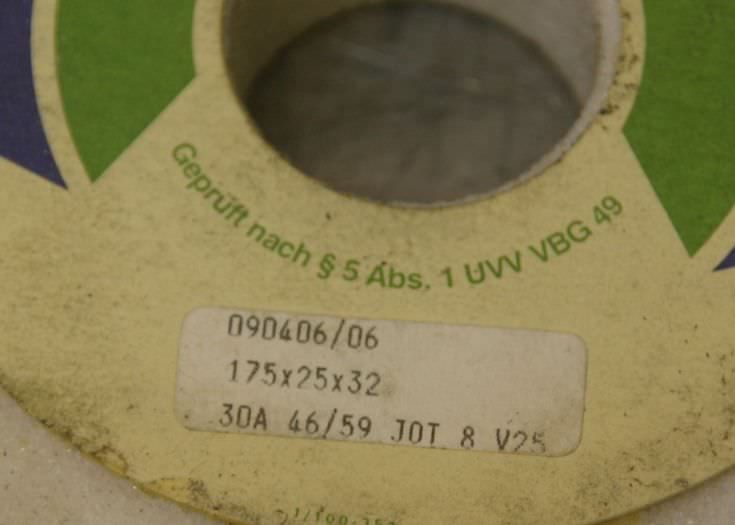 Geprüft nach § 5 Abs. 1 UVV VBG 49
090406/06
175x25x32
30A 46/59 JOT 8 V25